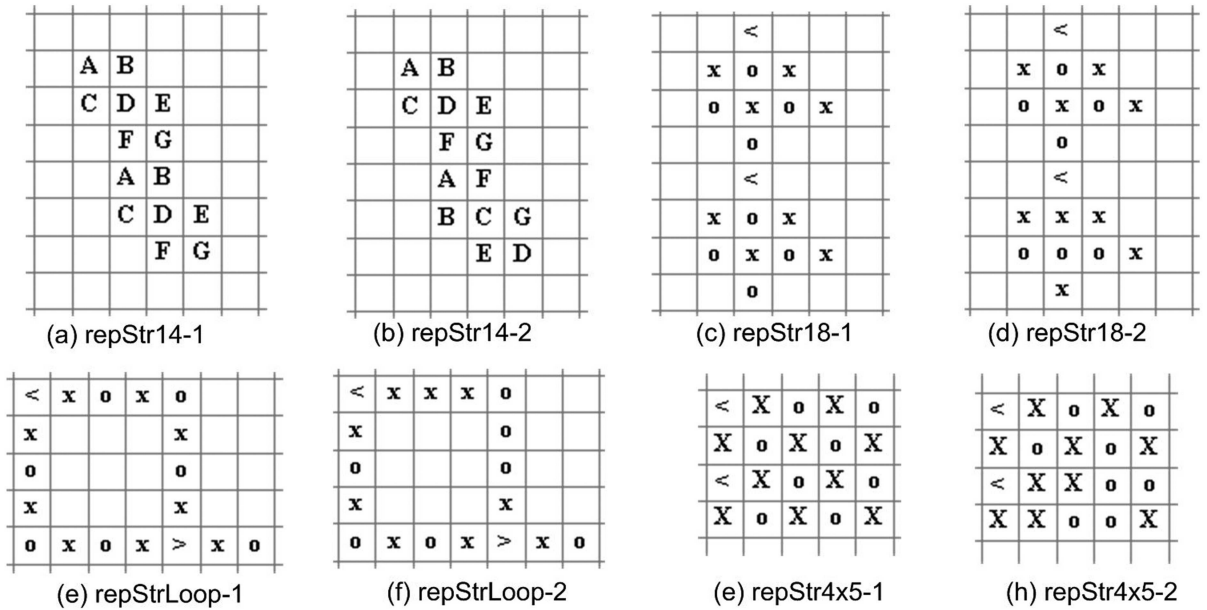 A B
C D E
F G
A B
C D E
F G
(a) repStr14-1
A B
C D E
F G
A F
B C G
E D
(b) repStr14-2
<
x o x
o x o x
o
<
x o x
o x o x
o
(c) repStr18-1
<
x o x
o x o x
o
<
x x x
o o o x
x
(d) repStr18-2
< x o x o
x x
o o
x x
o x o x > x o
(e) repStrLoop-1
< x x x o
x o
o o
x x
o x o x > x o
(f) repStrLoop-2
< X o X o
X o X o X
< X o X o
X o X o X
(e) repStr4x5-1
< X o X o
X o X o X
< X X o o
X X o o X
(h) repStr4x5-2